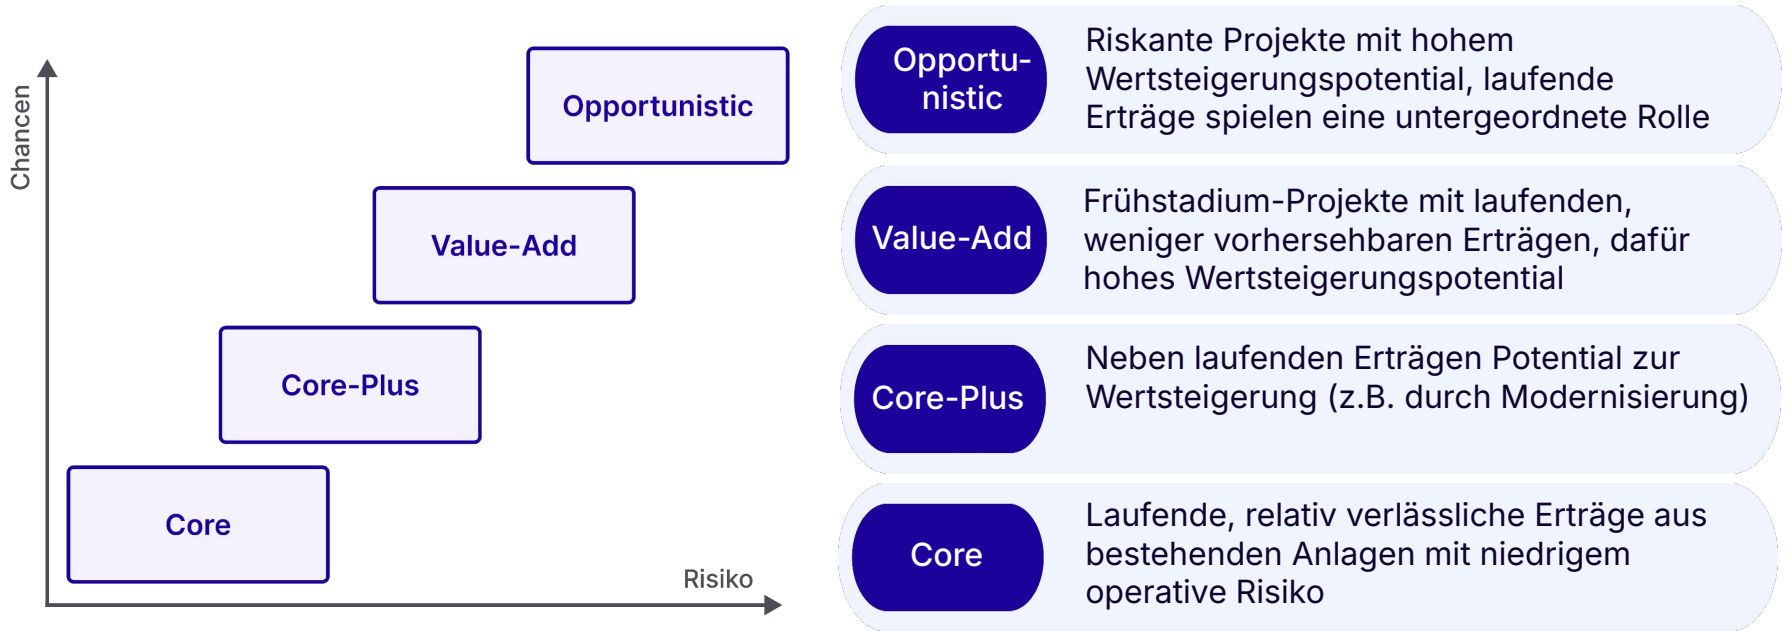 Chancen
Opportunistic
Value-Add
Core-Plus
Core
Risiko
Opportu-
nistic
Riskante Projekte mit hohem
Wertsteigerungspotential, laufende
Erträge spielen eine untergeordnete Rolle
Value-Add
Frühstadium-Projekte mit laufenden,
weniger vorhersehbaren Erträgen, dafür
hohes Wertsteigerungspotential
Core-Plus
Neben laufenden Erträgen Potential zur
Wertsteigerung (z.B. durch Modernisierung)
Core
Laufende, relativ verlässliche Erträge aus
bestehenden Anlagen mit niedrigem
operative Risiko